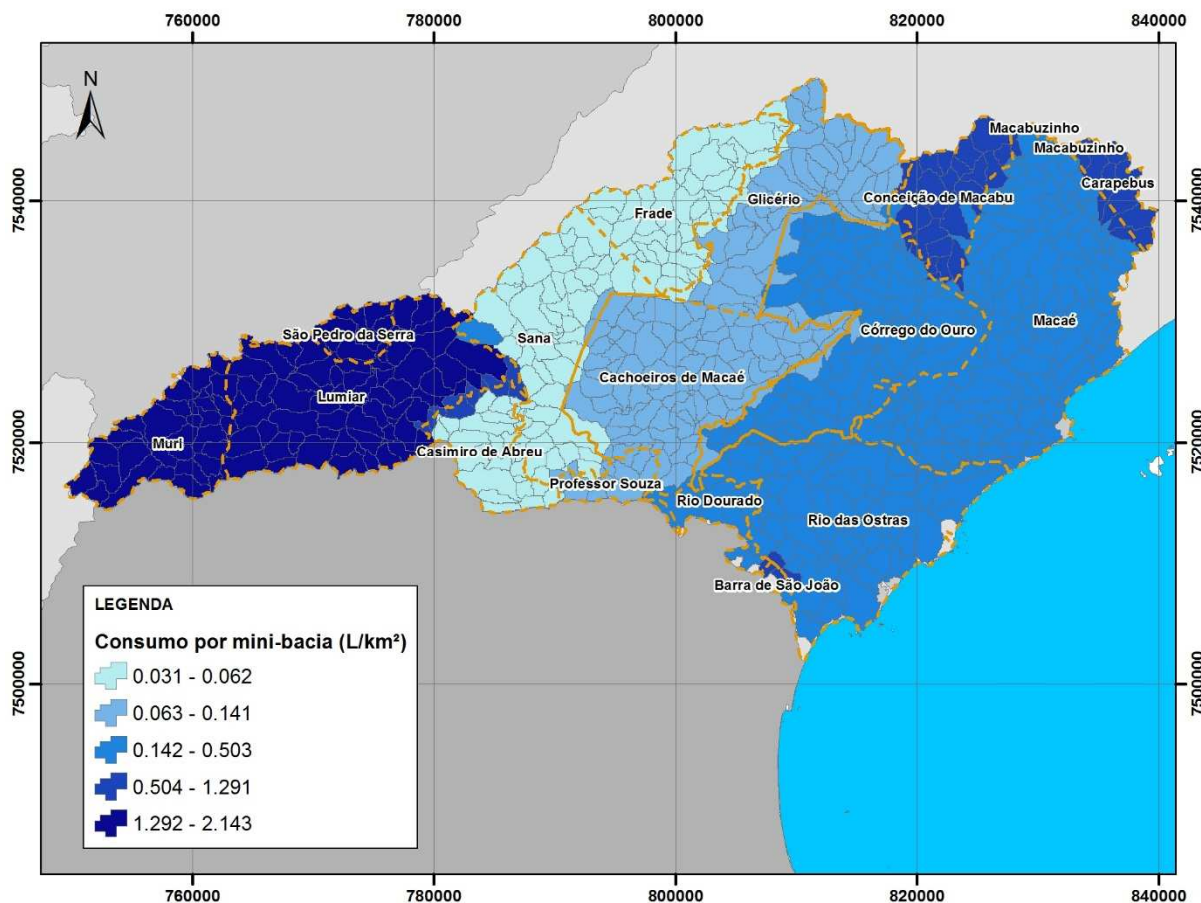 760000 780000 800000 820000 840000
N
7540000
7520000
7500000
7540000
7520000
7500000
Macabuzinho
Macabuzinho
Carapebus
Conceição de Macabu
Glicério
Frade
Macaé
Córrego do Ouro
São Pedro da Serra
Sana
Cachoeiros de Macaé
Lumiar
Muri
Casimiro de Abreu
Professor Souza
Rio Dourado
Rio das Ostras
Barra de São João
LEGENDA
Consumo por mini-bacia (L/km²)
0.031 - 0.062
0.063 - 0.141
0.142 - 0.503
0.504 - 1.291
1.292 - 2.143
760000 780000 800000 820000 840000